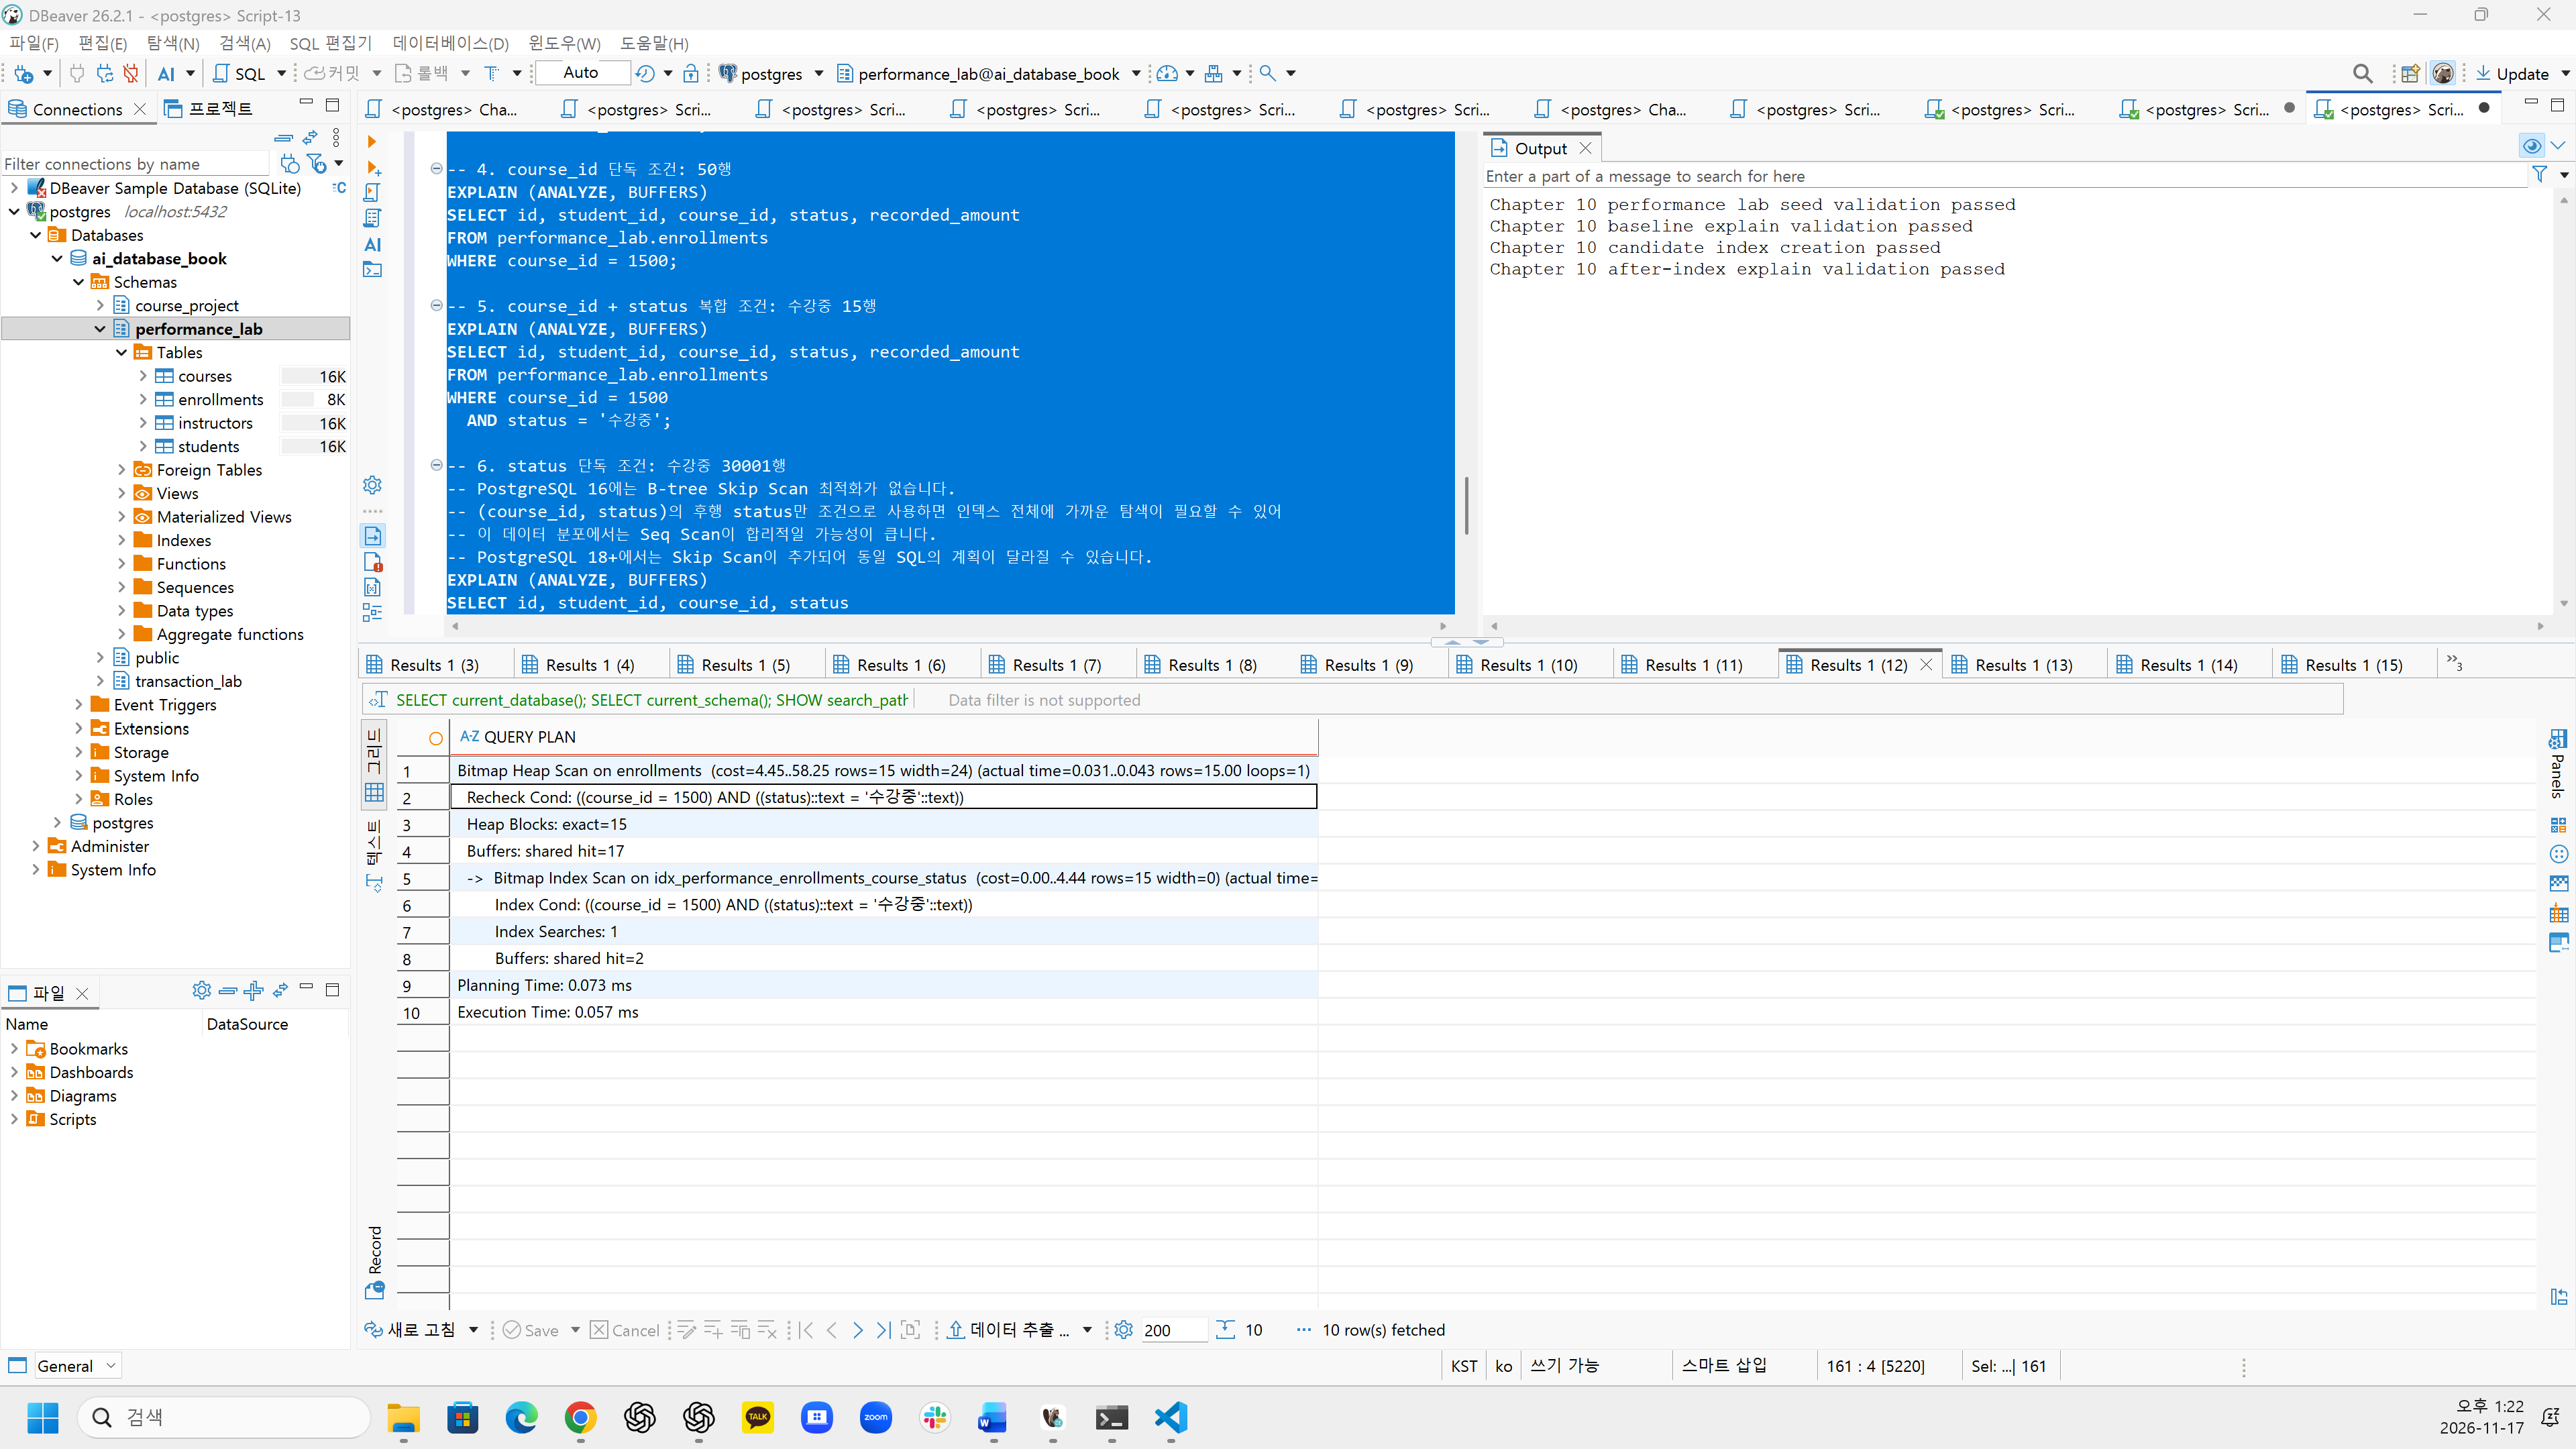 DBeaver 26.2.1 - <postgres> Script-13
파일(F) 편집(E) 탐색(N) 검색(A) SQL 편집기 데이터베이스(D) 윈도우(W) 도움말(H)
AI SQL 커밋 롤백 Auto postgres performance_lab@ai_database_book Update
Connections 프로젝트
<postgres> Cha... <postgres> Scri... <postgres> Scri... <postgres> Scri... <postgres> Scri... <postgres> Scri... <postgres> Cha... <postgres> Scri... <postgres> Scri... <postgres> Scri... <postgres> Scri...
Filter connections by name
DBeaver Sample Database (SQLite)
postgres localhost:5432
Databases
ai_database_book
Schemas
course_project
performance_lab
Tables
courses 16K
enrollments 8K
instructors 16K
students 16K
Foreign Tables
Views
Materialized Views
Indexes
Functions
Sequences
Data types
Aggregate functions
public
transaction_lab
Event Triggers
Extensions
Storage
System Info
Roles
postgres
Administer
System Info
파일
Name DataSource
Bookmarks
Dashboards
Diagrams
Scripts
AI
-- 4. course_id 단독 조건: 50행
EXPLAIN (ANALYZE, BUFFERS)
SELECT id, student_id, course_id, status, recorded_amount
FROM performance_lab.enrollments
WHERE course_id = 1500;
-- 5. course_id + status 복합 조건: 수강중 15행
EXPLAIN (ANALYZE, BUFFERS)
SELECT id, student_id, course_id, status, recorded_amount
FROM performance_lab.enrollments
WHERE course_id = 1500
AND status = '수강중';
-- 6. status 단독 조건: 수강중 30001행
-- PostgreSQL 16에는 B-tree Skip Scan 최적화가 없습니다.
-- (course_id, status)의 후행 status만 조건으로 사용하면 인덱스 전체에 가까운 탐색이 필요할 수 있어
-- 이 데이터 분포에서는 Seq Scan이 합리적일 가능성이 큽니다.
-- PostgreSQL 18+에서는 Skip Scan이 추가되어 동일 SQL의 계획이 달라질 수 있습니다.
EXPLAIN (ANALYZE, BUFFERS)
SELECT id, student_id, course_id, status
Output
Enter a part of a message to search for here
Chapter 10 performance lab seed validation passed
Chapter 10 baseline explain validation passed
Chapter 10 candidate index creation passed
Chapter 10 after-index explain validation passed
Results 1 (3) Results 1 (4) Results 1 (5) Results 1 (6) Results 1 (7) Results 1 (8) Results 1 (9) Results 1 (10) Results 1 (11) Results 1 (12) Results 1 (13) Results 1 (14) Results 1 (15) »3
SELECT current_database(); SELECT current_schema(); SHOW search_path Data filter is not supported
그리드
텍스트
Record
Panels
A-Z QUERY PLAN
1 Bitmap Heap Scan on enrollments (cost=4.45..58.25 rows=15 width=24) (actual time=0.031..0.043 rows=15.00 loops=1)
2 Recheck Cond: ((course_id = 1500) AND ((status)::text = '수강중'::text))
3 Heap Blocks: exact=15
4 Buffers: shared hit=17
5 -> Bitmap Index Scan on idx_performance_enrollments_course_status (cost=0.00..4.44 rows=15 width=0) (actual time=
6 Index Cond: ((course_id = 1500) AND ((status)::text = '수강중'::text))
7 Index Searches: 1
8 Buffers: shared hit=2
9 Planning Time: 0.073 ms
10 Execution Time: 0.057 ms
새로 고침 Save Cancel 데이터 추출 ... 200 10 ... 10 row(s) fetched
General KST ko 쓰기 가능 스마트 삽입 161 : 4 [5220] Sel: ...| 161
검색 TALK zoom
오후 1:22
2026-11-17